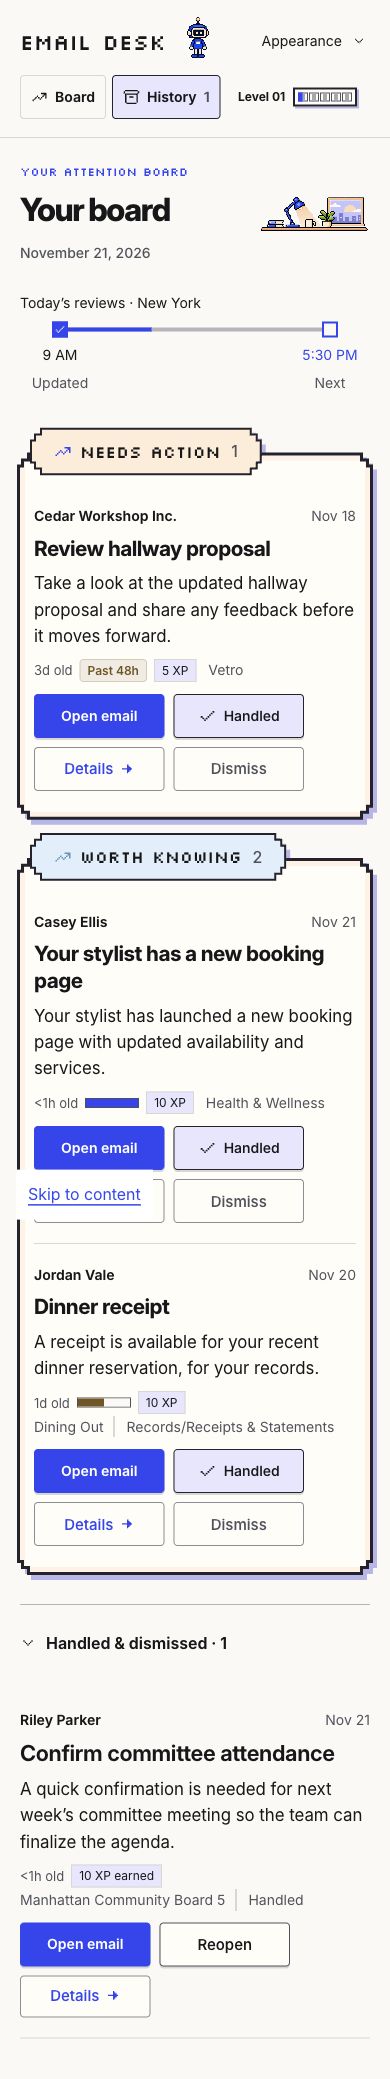 EMAIL DESK
Appearance
Board
History 1
Level 01
YOUR ATTENTION BOARD
Your board
November 21, 2026
Today's reviews · New York
9 AM
5:30 PM
Updated
Next
NEEDS ACTION 1
Cedar Workshop Inc.
Nov 18
Review hallway proposal
Take a look at the updated hallway
proposal and share any feedback before
it moves forward.
3d old
Past 48h
5 XP
Vetro
Open email
Handled
Details
Dismiss
WORTH KNOWING 2
Casey Ellis
Nov 21
Your stylist has a new booking
page
Your stylist has launched a new booking
page with updated availability and
services.
<1h old
10 XP
Health & Wellness
Open email
Handled
Skip to content
Dismiss
Jordan Vale
Nov 20
Dinner receipt
A receipt is available for your recent
dinner reservation, for your records.
1d old
10 XP
Dining Out
Records/Receipts & Statements
Open email
Handled
Details
Dismiss
Handled & dismissed · 1
Riley Parker
Nov 21
Confirm committee attendance
A quick confirmation is needed for next
week's committee meeting so the team can
finalize the agenda.
<1h old
10 XP earned
Manhattan Community Board 5
Handled
Open email
Reopen
Details